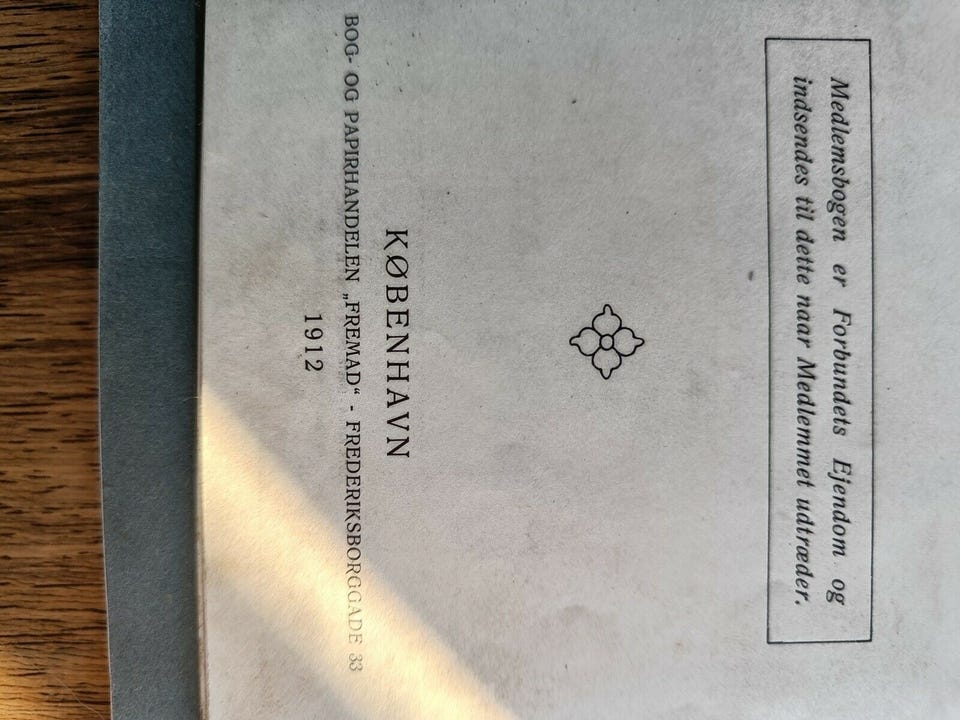 Medlemsbogen er Forbundets Ejendom og
indsendes til dette naar Medlemmet udtræder.
KØBENHAVN
BOG- OG PAPIRHANDELEN „FREMAD“ - FREDERIKSBORGGADE 33
1912